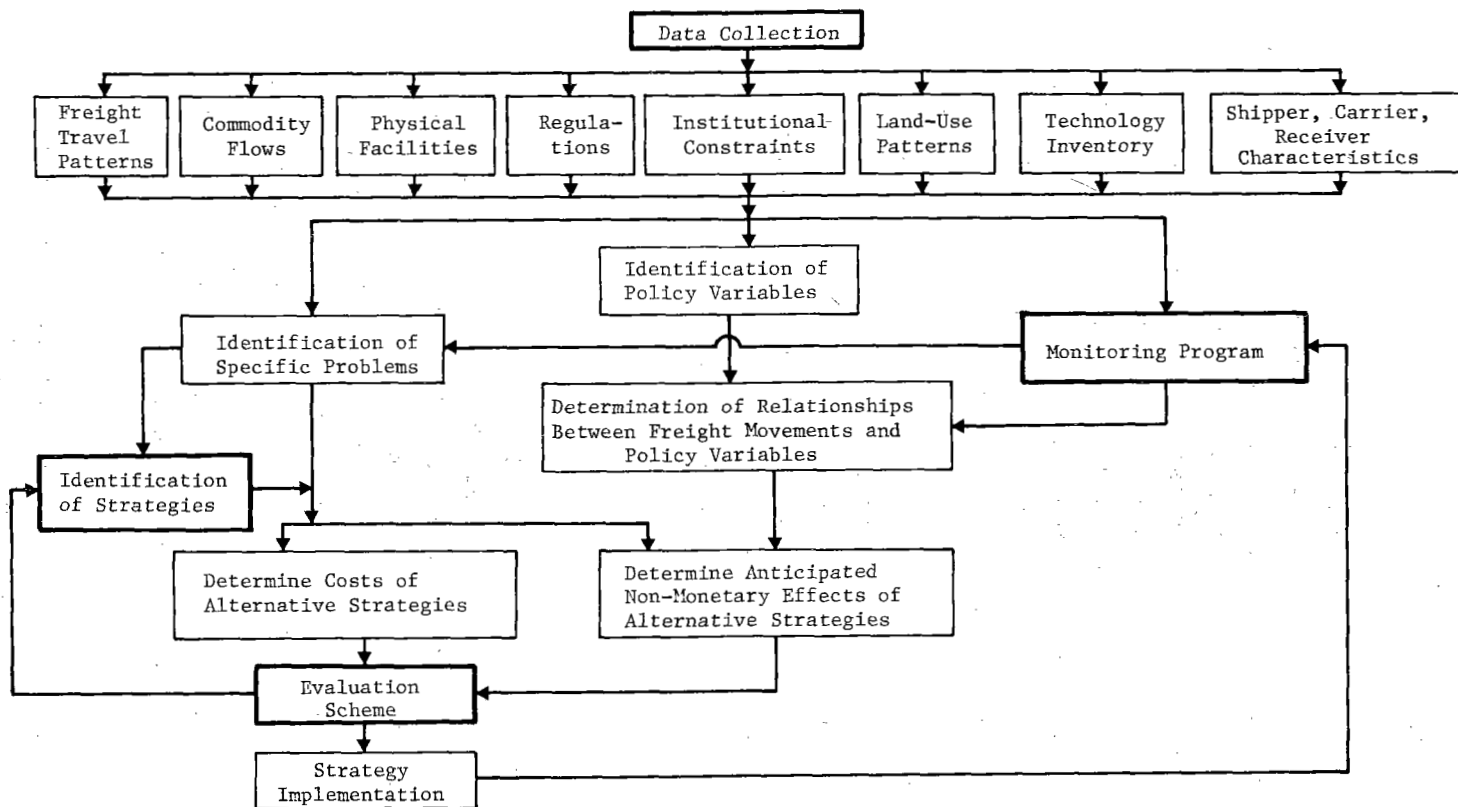 Data Collection
Freight
Travel
Patterns
Commodity
Flows
Physical
Facilities
Regula-
tions
Institutional
Constraints
Land-Use
Patterns
Technology
Inventory
Shipper, Carrier,
Receiver
Characteristics
Identification of
Policy Variables
Identification of
Specific Problems
Monitoring Program
Determination of Relationships
Between Freight Movements and
Policy Variables
Identification
of Strategies
Determine Costs of
Alternative Strategies
Determine Anticipated
Non-Monetary Effects of
Alternative Strategies
Evaluation
Scheme
Strategy
Implementation